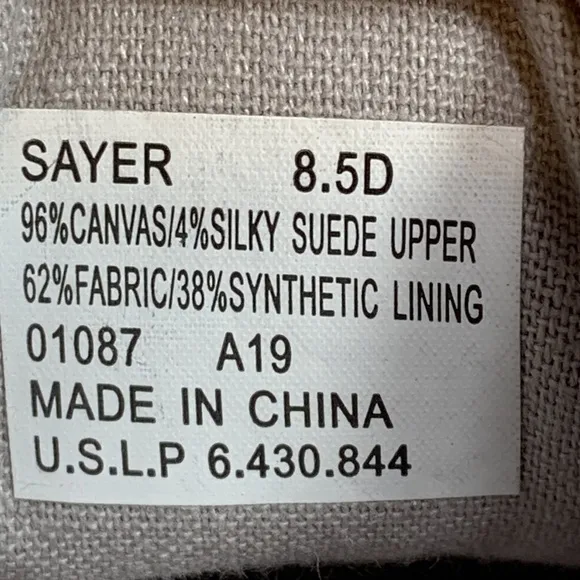 SAYER 8.5D
96%CANVAS/4%SILKY SUEDE UPPER
62%FABRIC/38%SYNTHETIC LINING
01087 A19
MADE IN CHINA
U.S.L.P 6.430.844